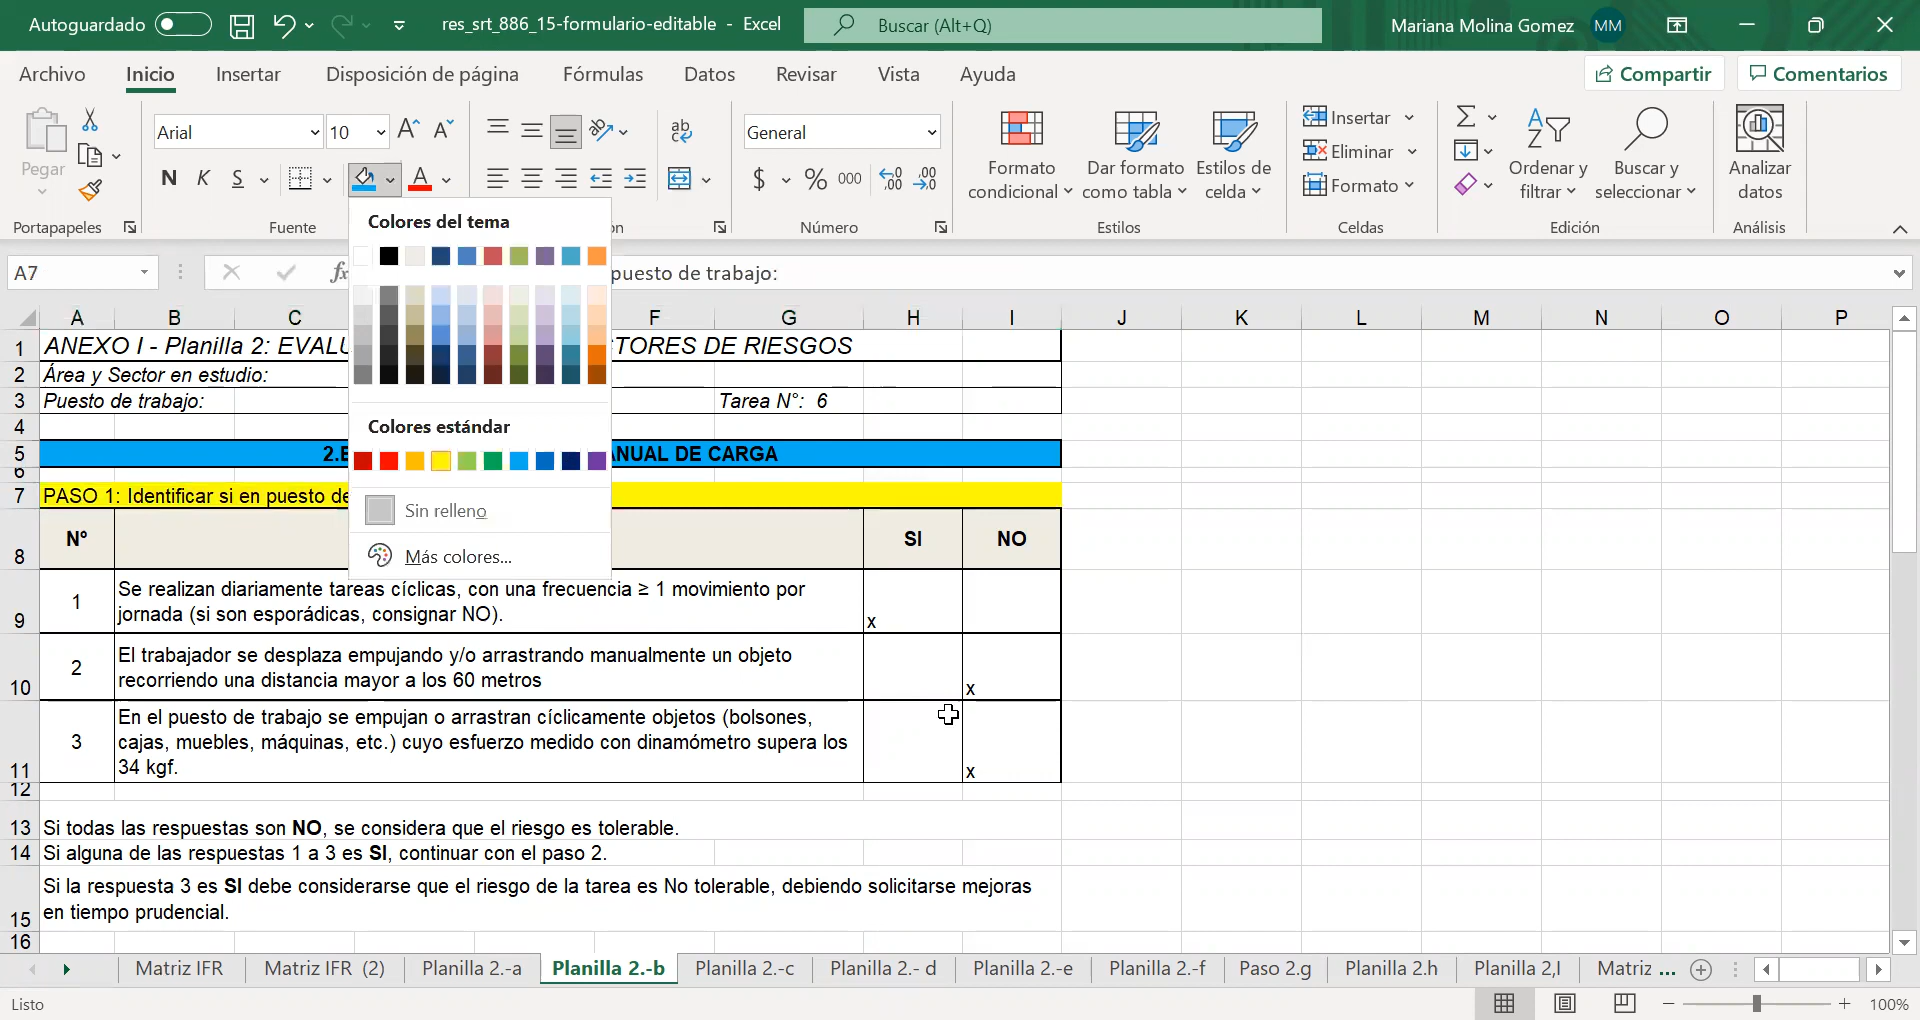 Autoguardado
res_srt_886_15-formulario-editable - Excel
Buscar (Alt+Q)
Mariana Molina Gomez MM
Archivo Inicio Insertar Disposición de página Fórmulas Datos Revisar Vista Ayuda
Compartir Comentarios
Pegar
Arial 10
N K S
General
$ % 000
Formato condicional
Dar formato como tabla
Estilos de celda
Insertar
Eliminar
Formato
Ordenar y filtrar
Buscar y seleccionar
Analizar datos
Portapapeles Fuente Número Estilos Celdas Edición Análisis
Colores del tema
Colores estándar
Sin relleno
Más colores...
A7 fx puesto de trabajo:
A B C F G H I J K L M N O P
1 ANEXO I - Planilla 2: EVALU TORES DE RIESGOS
2 Área y Sector en estudio:
3 Puesto de trabajo: Tarea N°: 6
4
5 2.E ANUAL DE CARGA
6
7 PASO 1: Identificar si en puesto de
8 Nº SI NO
9 1 Se realizan diariamente tareas cíclicas, con una frecuencia ≥ 1 movimiento por
jornada (si son esporádicas, consignar NO). x
10 2 El trabajador se desplaza empujando y/o arrastrando manualmente un objeto
recorriendo una distancia mayor a los 60 metros x
11 3 En el puesto de trabajo se empujan o arrastran cíclicamente objetos (bolsones,
cajas, muebles, máquinas, etc.) cuyo esfuerzo medido con dinamómetro supera los
34 kgf. x
12
13 Si todas las respuestas son NO, se considera que el riesgo es tolerable.
14 Si alguna de las respuestas 1 a 3 es SI, continuar con el paso 2.
15 Si la respuesta 3 es SI debe considerarse que el riesgo de la tarea es No tolerable, debiendo solicitarse mejoras
en tiempo prudencial.
16
Matriz IFR Matriz IFR (2) Planilla 2.-a Planilla 2.-b Planilla 2.-c Planilla 2.- d Planilla 2.-e Planilla 2.-f Paso 2.g Planilla 2.h Planilla 2,I Matriz ...
Listo 100%